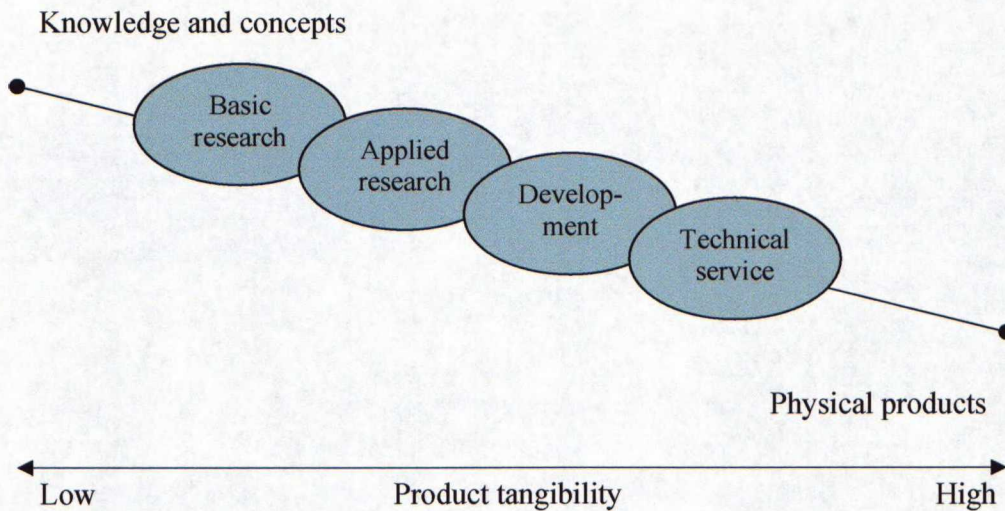 Knowledge and concepts
Basic
research
Applied
research
Develop-
ment
Technical
service
Physical products
Low Product tangibility High